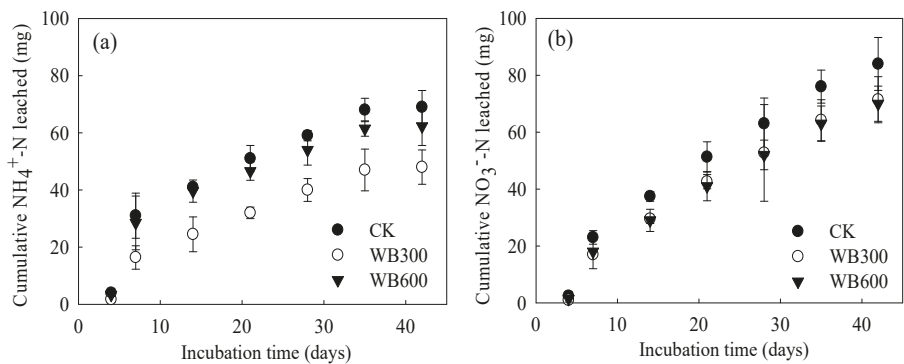 (a)
Cumulative NH4+-N leached (mg)
100
80
60
40
20
0
CK
WB300
WB600
0 10 20 30 40
Incubation time (days)
(b)
Cumulative NO3--N leached (mg)
100
80
60
40
20
0
CK
WB300
WB600
0 10 20 30 40
Incubation time (days)